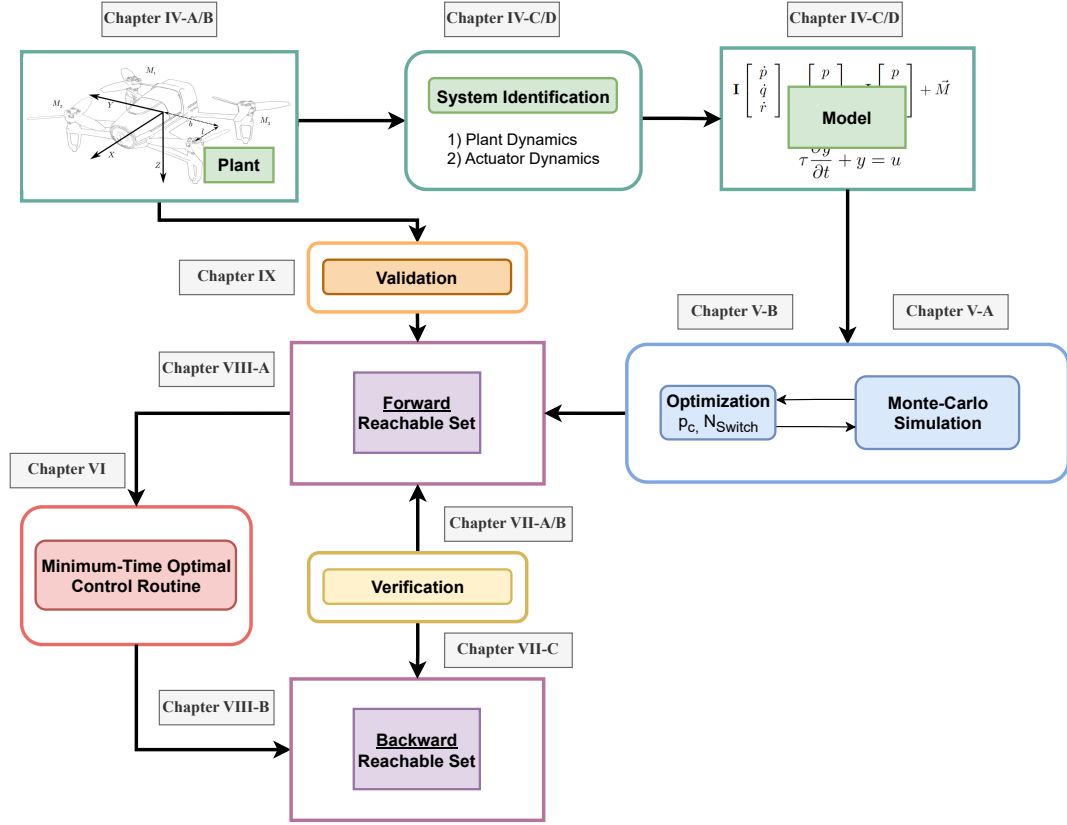 Chapter IV-A/B
Chapter IV-C/D
Chapter IV-C/D
M₁
M₂
M₃
Y
b
l
X
Z
Plant
System Identification
1) Plant Dynamics
2) Actuator Dynamics
I [ ṗ q̇ ṙ ] [ p ] [ p ] + M⃗
Model
τ ∂y/∂t + y = u
Chapter IX
Validation
Chapter V-B
Chapter V-A
Chapter VIII-A
Forward
Reachable Set
Optimization
p_c, N_Switch
Monte-Carlo
Simulation
Chapter VI
Chapter VII-A/B
Minimum-Time Optimal
Control Routine
Verification
Chapter VII-C
Chapter VIII-B
Backward
Reachable Set